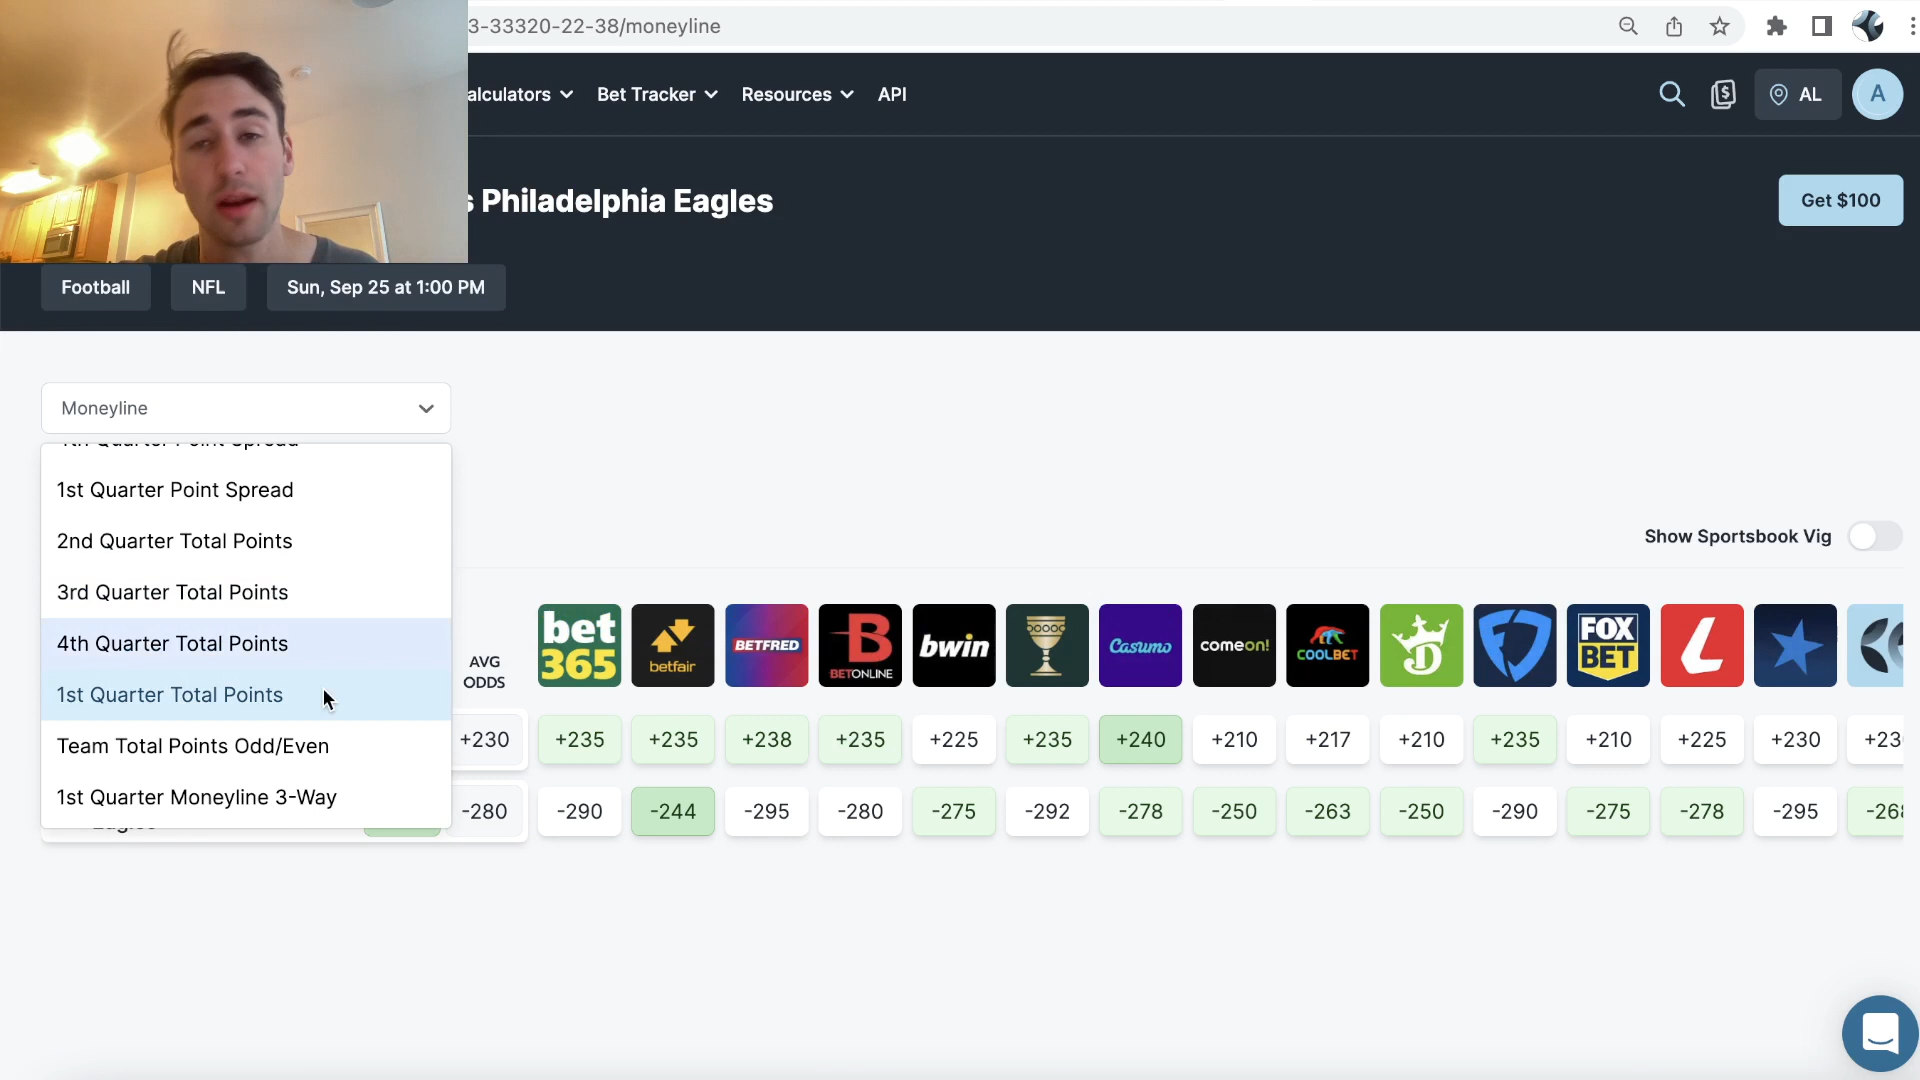 3-33320-22-38/moneyline
alculators Bet Tracker Resources API AL A
s Philadelphia Eagles
Get $100
Football NFL Sun, Sep 25 at 1:00 PM
Moneyline
1st Quarter Point Spread
2nd Quarter Total Points
3rd Quarter Total Points
4th Quarter Total Points
1st Quarter Total Points
Team Total Points Odd/Even
1st Quarter Moneyline 3-Way
Show Sportsbook Vig
AVG
ODDS
bet
365
betfair
BETFRED
B
BETONLINE
bwin
Casumo
comeon!
COOLBET
FOX
BET
L
+230 +235 +235 +238 +235 +225 +235 +240 +210 +217 +210 +235 +210 +225 +230 +23
-280 -290 -244 -295 -280 -275 -292 -278 -250 -263 -250 -290 -275 -278 -295 -268